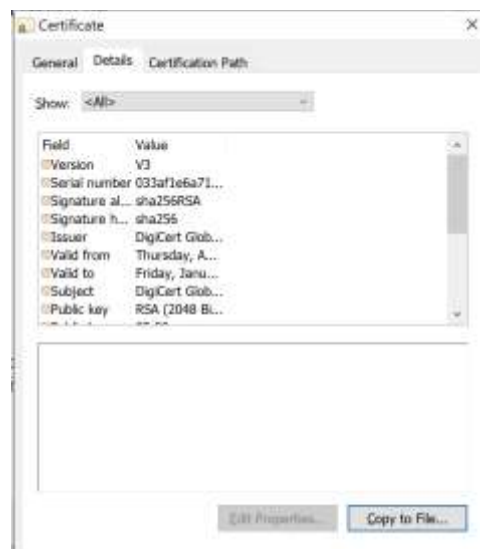 Certificate
General Details Certification Path
Show: <All>
Field Value
Version V3
Serial number 033af1e6a71...
Signature al... sha256RSA
Signature h... sha256
Issuer DigiCert Glob...
Valid from Thursday, A...
Valid to Friday, Janu...
Subject DigiCert Glob...
Public key RSA (2048 Bi...
Edit Properties...
Copy to File...